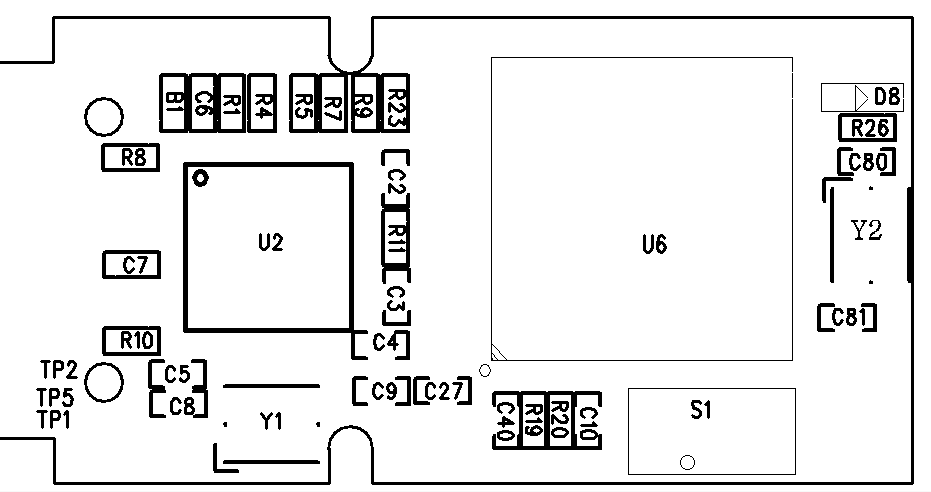 B1 C6 R1 R4 R5 R7 R9 R23
D8
R26
R8
C80
C2
Y2
R11
U2
U6
C7
C3
C81
R10
C4
TP2
C5
C9
C27
TP5
C8
TP1
Y1
C40
R19
R20
C10
S1